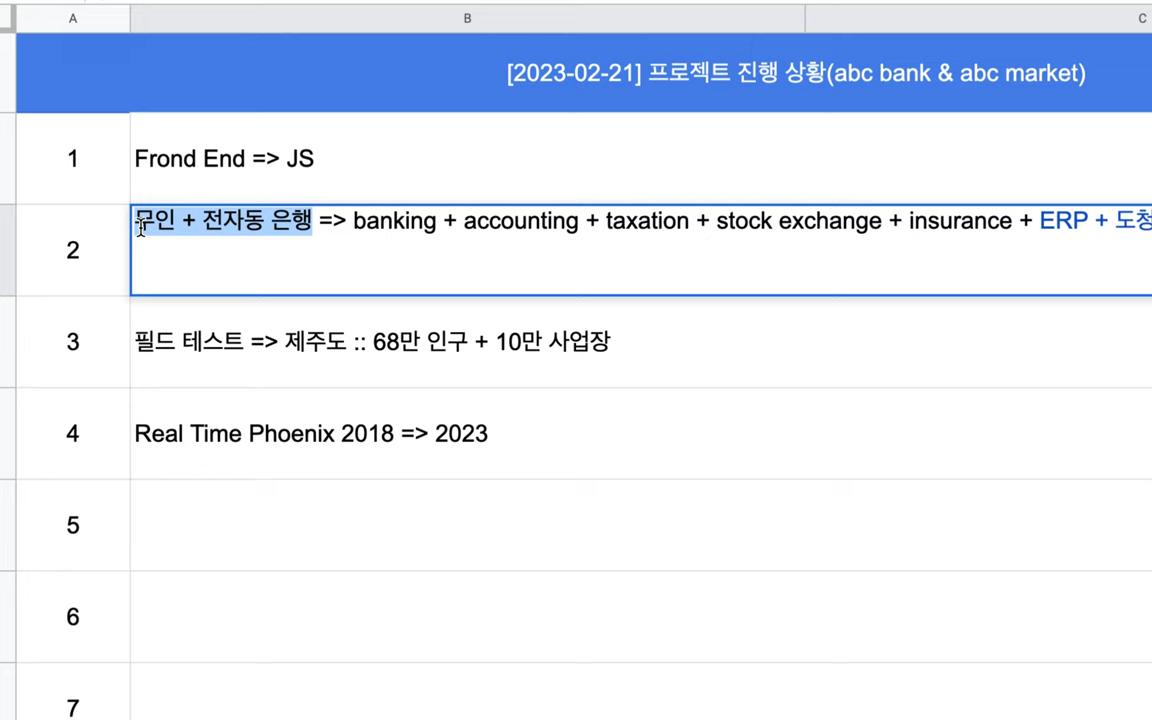 A B C
[2023-02-21] 프로젝트 진행 상황(abc bank & abc market)
1 Frond End => JS
2 무인 + 전자동 은행 => banking + accounting + taxation + stock exchange + insurance + ERP + 도청
3 필드 테스트 => 제주도 :: 68만 인구 + 10만 사업장
4 Real Time Phoenix 2018 => 2023
5
6
7